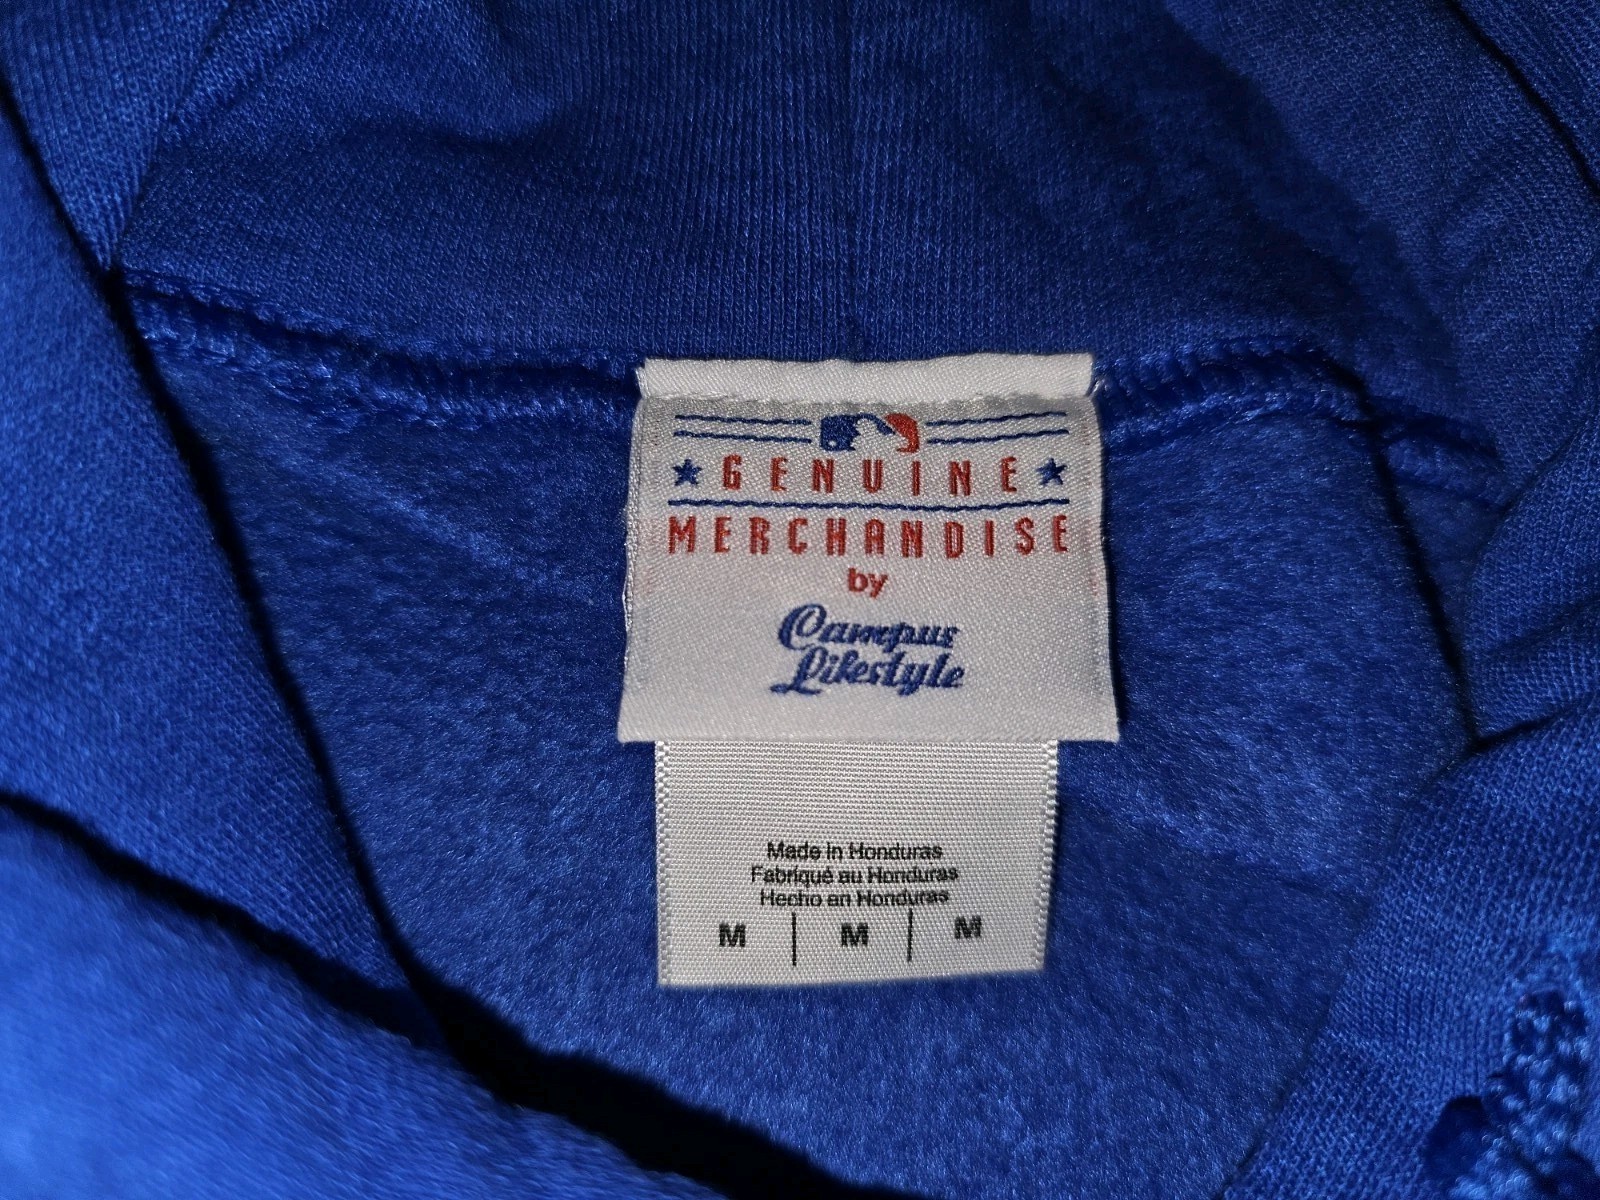 GENUINE
MERCHANDISE
by
Campus
Lifestyle
Made in Honduras
Fabriqué au Honduras
Hecho en Honduras
M | M | M